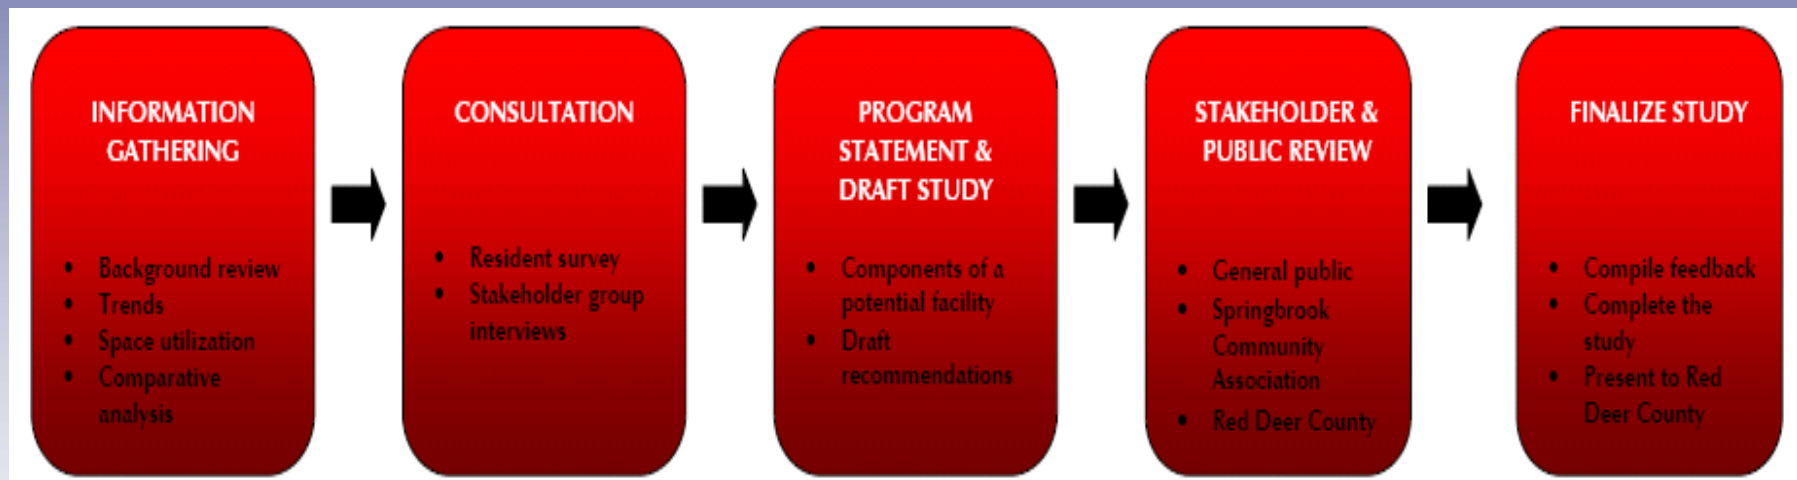 INFORMATION
GATHERING
• Background review
• Trends
• Space utilization
• Comparative
analysis
CONSULTATION
• Resident survey
• Stakeholder group
interviews
PROGRAM
STATEMENT &
DRAFT STUDY
• Components of a
potential facility
• Draft
recommendations
STAKEHOLDER &
PUBLIC REVIEW
• General public
• Springbrook
Community
Association
• Red Deer County
FINALIZE STUDY
• Compile feedback
• Complete the
study
• Present to Red
Deer County